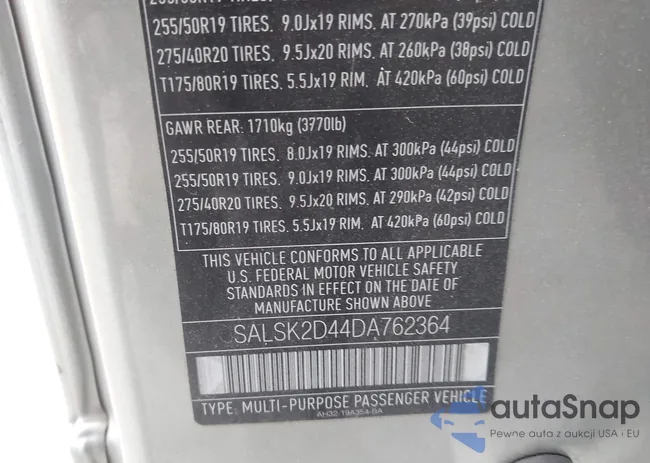 255/50R19 TIRES. 9.0Jx19 RIMS. AT 270kPa (39psi) COLD
275/40R20 TIRES. 9.5Jx20 RIMS. AT 260kPa (38psi) COLD
T175/80R19 TIRES. 5.5Jx19 RIM. AT 420kPa (60psi) COLD
GAWR REAR: 1710kg (3770lb)
255/50R19 TIRES. 8.0Jx19 RIMS. AT 300kPa (44psi) COLD
255/50R19 TIRES. 9.0Jx19 RIMS. AT 300kPa (44psi) COLD
275/40R20 TIRES. 9.5Jx20 RIMS. AT 290kPa (42psi) COLD
T175/80R19 TIRES. 5.5Jx19 RIM. AT 420kPa (60psi) COLD
THIS VEHICLE CONFORMS TO ALL APPLICABLE
U.S. FEDERAL MOTOR VEHICLE SAFETY
STANDARDS IN EFFECT ON THE DATE OF
MANUFACTURE SHOWN ABOVE
SALSK2D44DA762364
TYPE: MULTI-PURPOSE PASSENGER VEHICLE
AH32-19A354-BA
autoSnap
Pewne auta z aukcji USA i EU